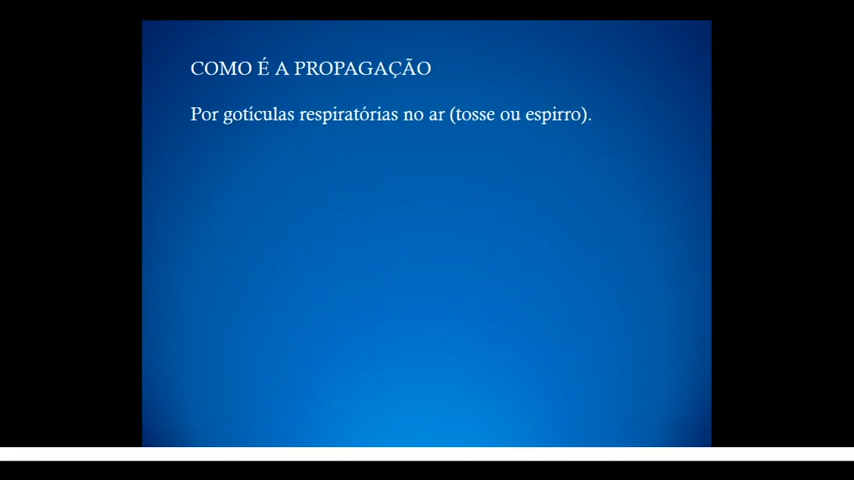 COMO É A PROPAGAÇÃO
Por gotículas respiratórias no ar (tosse ou espirro).